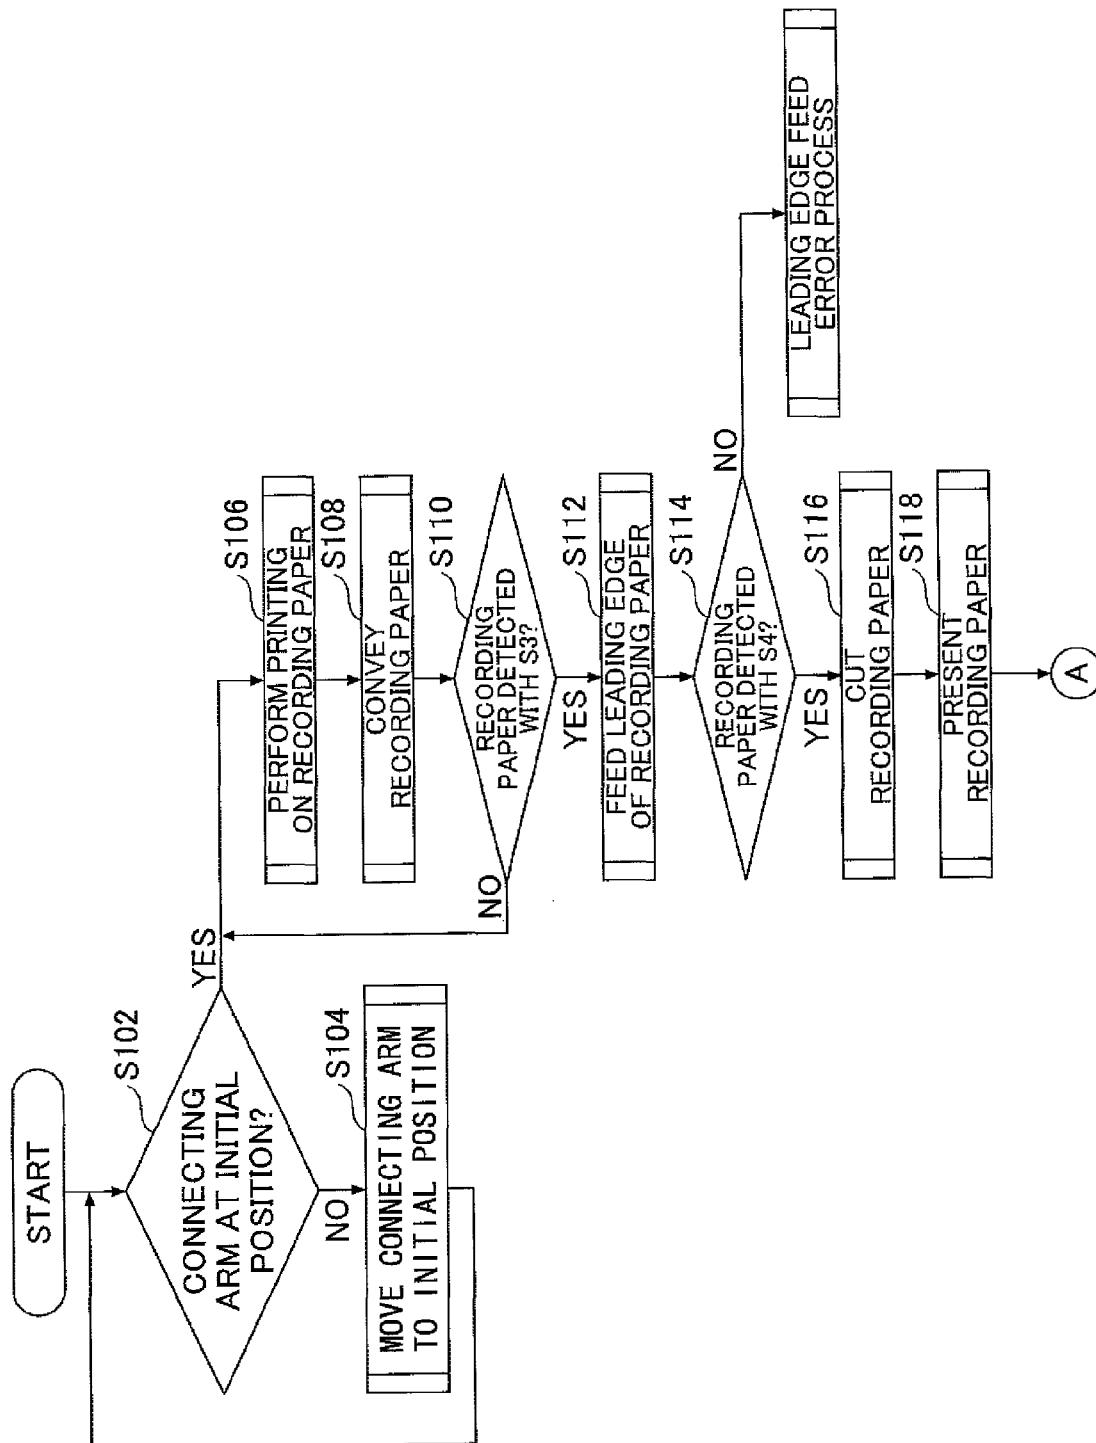 START
CONNECTING
ARM AT INITIAL
POSITION?
S102
YES
NO
MOVE CONNECTING ARM
TO INITIAL POSITION
S104
PERFORM PRINTING
ON RECORDING PAPER
S106
CONVEY
RECORDING PAPER
S108
RECORDING
PAPER DETECTED
WITH S3?
S110
NO
YES
FEED LEADING EDGE
OF RECORDING PAPER
S112
RECORDING
PAPER DETECTED
WITH S4?
S114
NO
YES
LEADING EDGE FEED
ERROR PROCESS
CUT
RECORDING PAPER
S116
PRESENT
RECORDING PAPER
S118
A